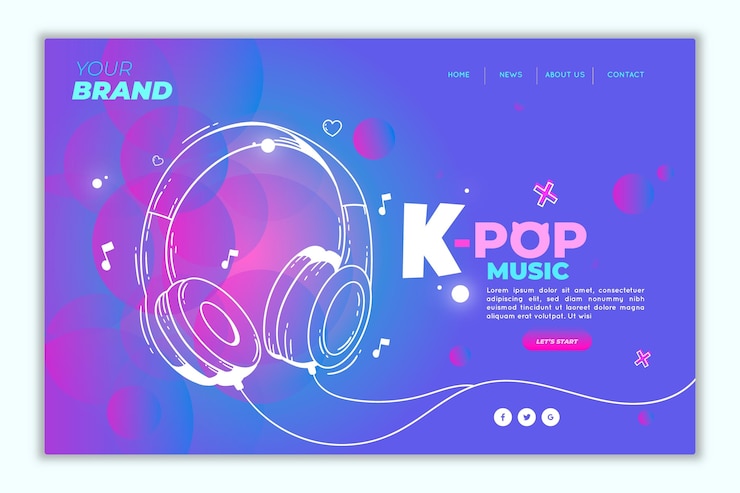 YOUR
BRAND
HOME NEWS ABOUT US CONTACT
K-POP
MUSIC
Lorem ipsum dolor sit amet, consectetuer
adipiscing elit, sed diam nonummy nibh
euismod tincidunt ut laoreet dolore magna
aliquam erat volutpat. Ut wisi
LET'S START